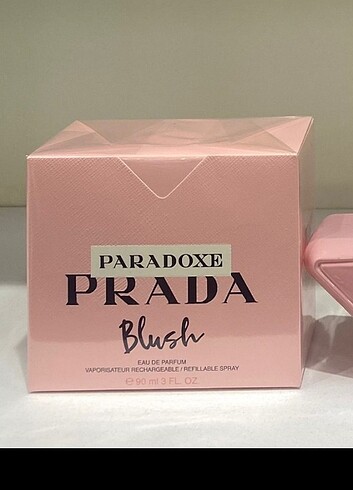 PARADOXE
PRADA
Blush
EAU DE PARFUM
VAPORISATEUR RECHARGEABLE / REFILLABLE SPRAY
℮ 90 ml 3 FL. OZ.